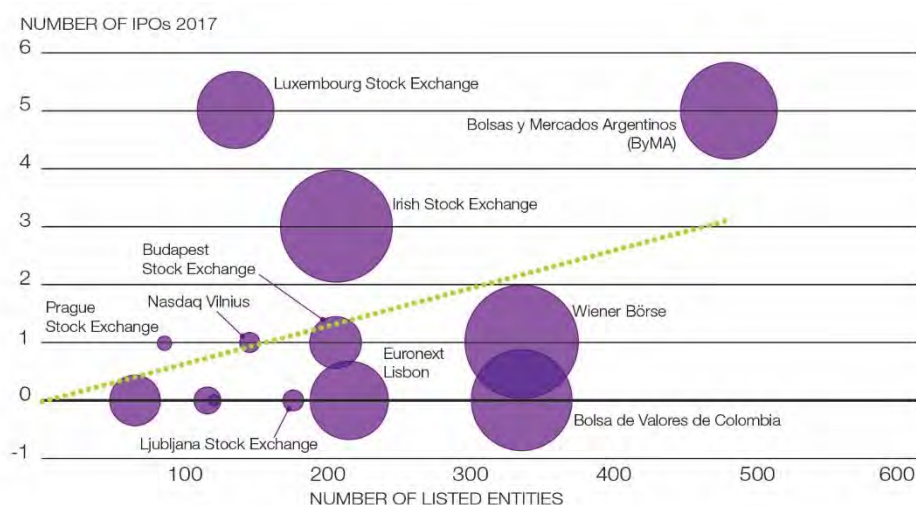 NUMBER OF IPOs 2017
6
5
4
3
2
1
0
-1
Luxembourg Stock Exchange
Bolsas y Mercados Argentinos
(ByMA)
Irish Stock Exchange
Budapest
Stock Exchange
Nasdaq Vilnius
Prague
Stock Exchange
Wiener Börse
Euronext
Lisbon
Ljubljana Stock Exchange
Bolsa de Valores de Colombia
100
200
300
400
500
600
NUMBER OF LISTED ENTITIES